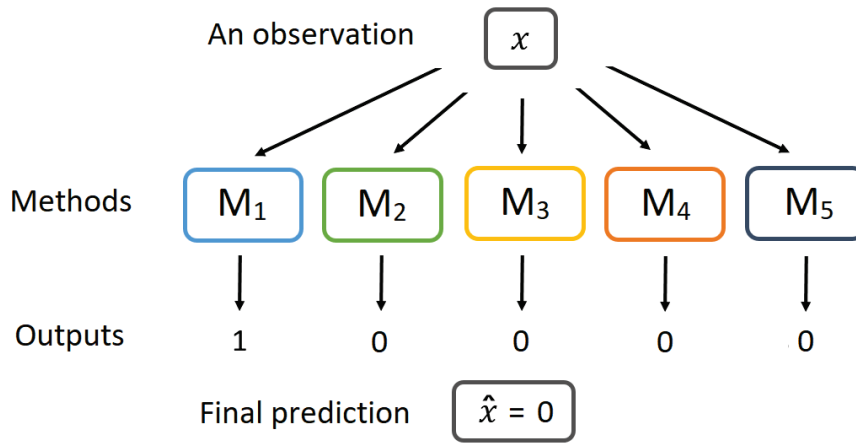 An observation x
Methods M₁ M₂ M₃ M₄ M₅
Outputs 1 0 0 0 0
Final prediction x̂ = 0